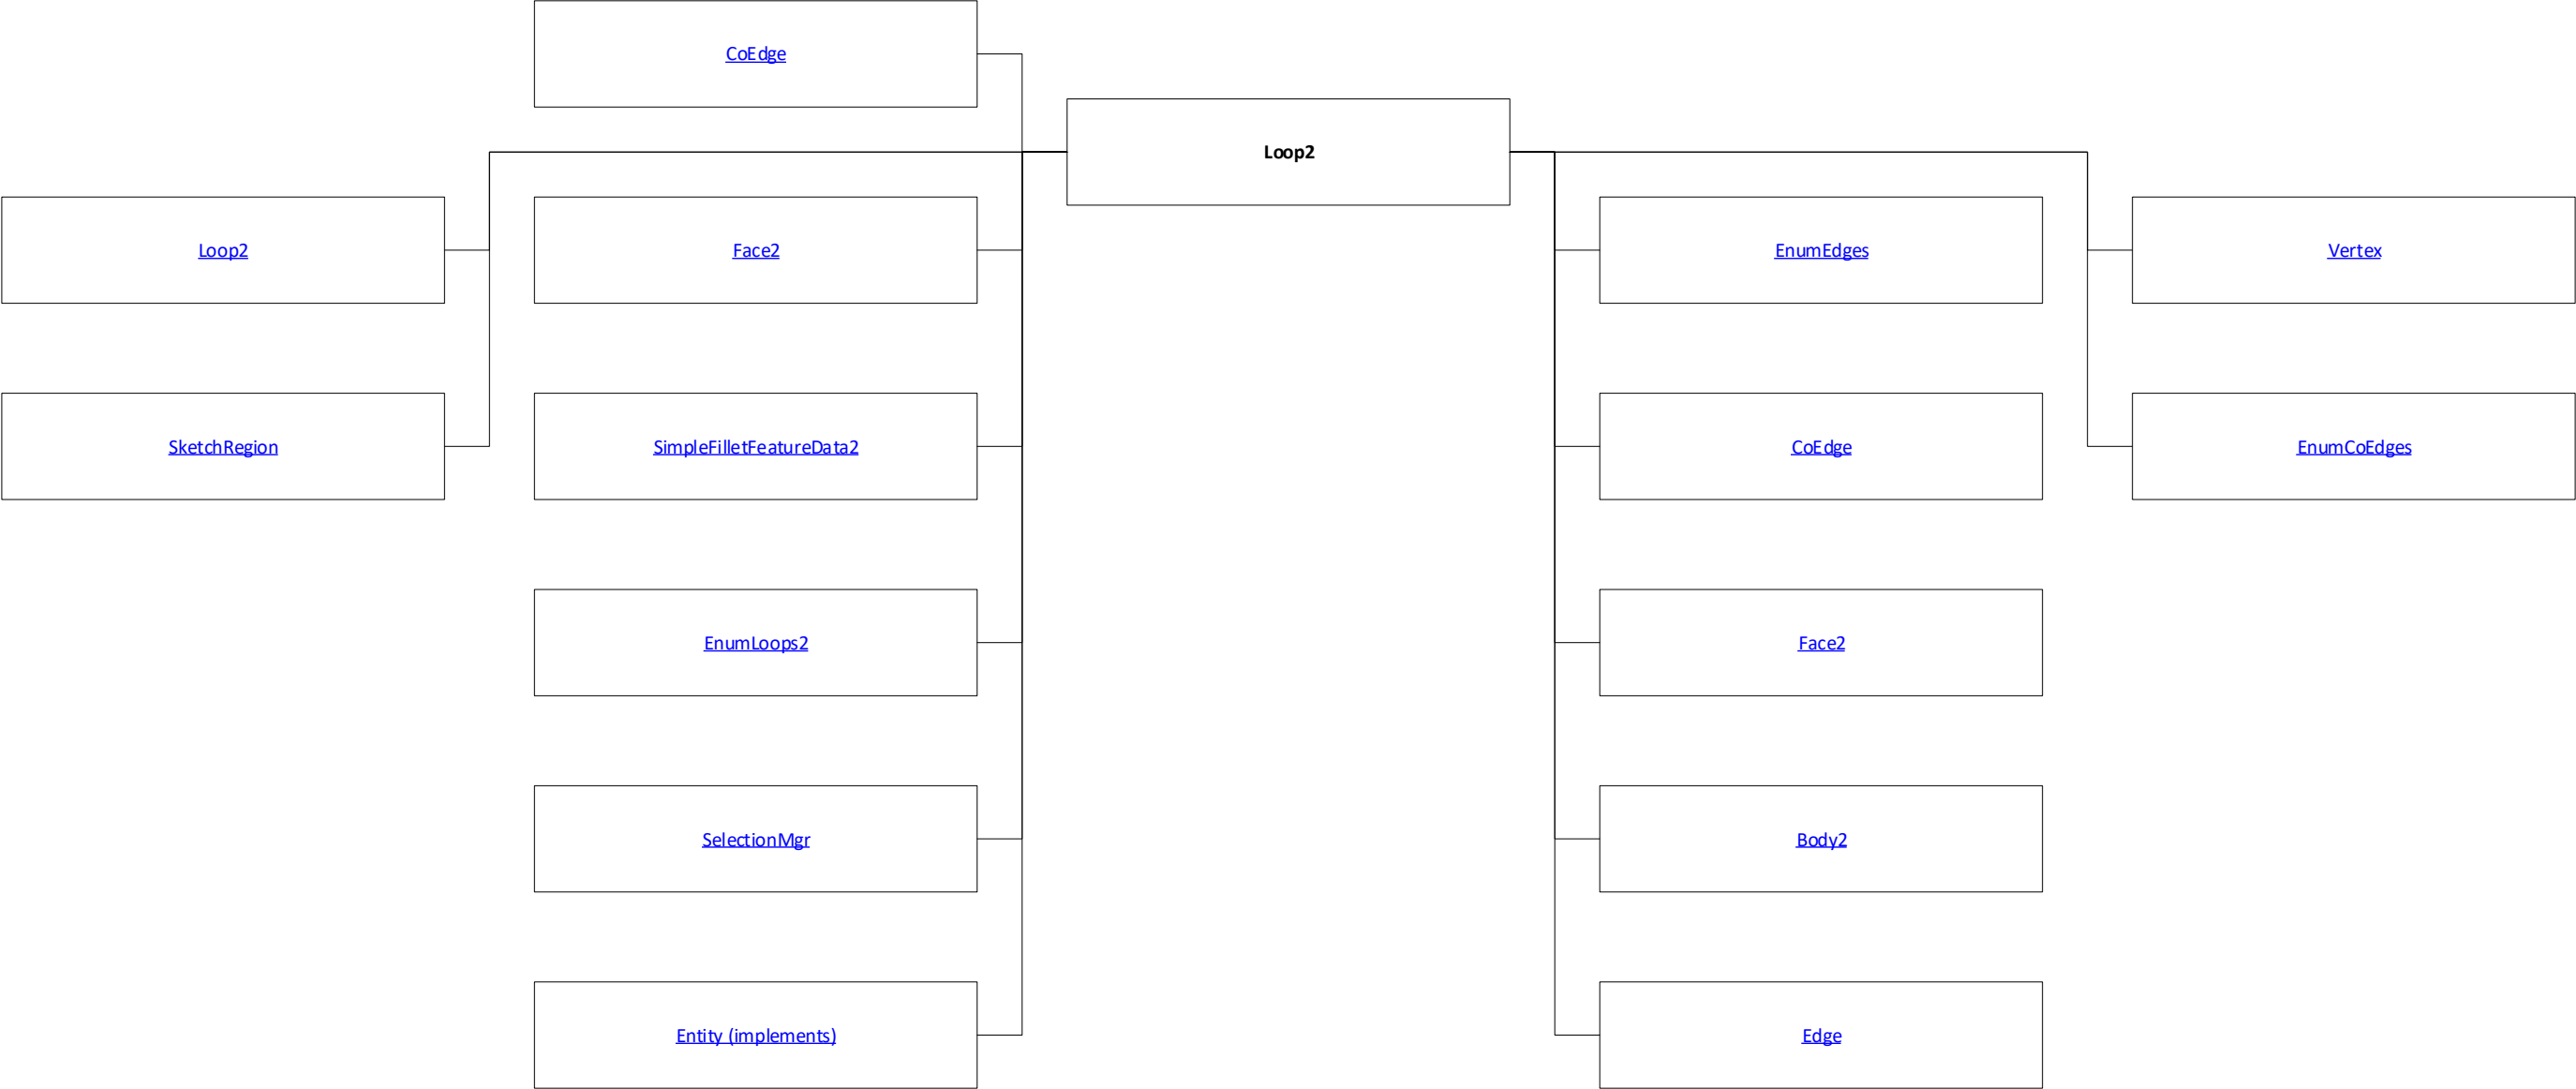 CoEdge
Loop2
Loop2
Face2
EnumEdges
Vertex
SketchRegion
SimpleFilletFeatureData2
CoEdge
EnumCoEdges
EnumLoops2
Face2
SelectionMgr
Body2
Entity (implements)
Edge